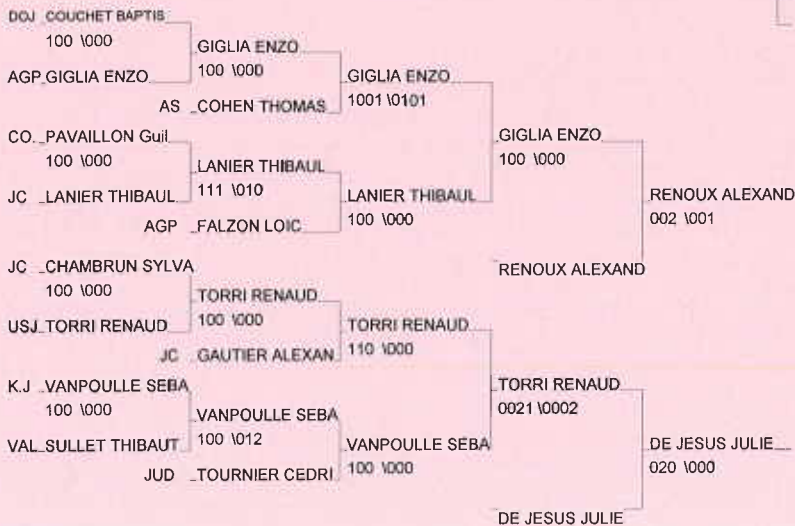 DOJ COUCHET BAPTIS
100 \000
AGP GIGLIA ENZO
GIGLIA ENZO
100 \000
AS COHEN THOMAS
GIGLIA ENZO
1001 \0101
CO. PAVAILLON Guil
100 \000
JC LANIER THIBAUL
LANIER THIBAUL
111 \010
AGP FALZON LOIC
LANIER THIBAUL
100 \000
GIGLIA ENZO
100 \000
RENOUX ALEXAND
RENOUX ALEXAND
002 \001
JC CHAMBRUN SYLVA
100 \000
USJ TORRI RENAUD
TORRI RENAUD
100 \000
JC GAUTIER ALEXAN
TORRI RENAUD
110 \000
K.J VANPOULLE SEBA
100 \000
VAL SULLET THIBAUT
VANPOULLE SEBA
100 \012
JUD TOURNIER CEDRI
VANPOULLE SEBA
100 \000
TORRI RENAUD
0021 \0002
DE JESUS JULIE
DE JESUS JULIE
020 \000